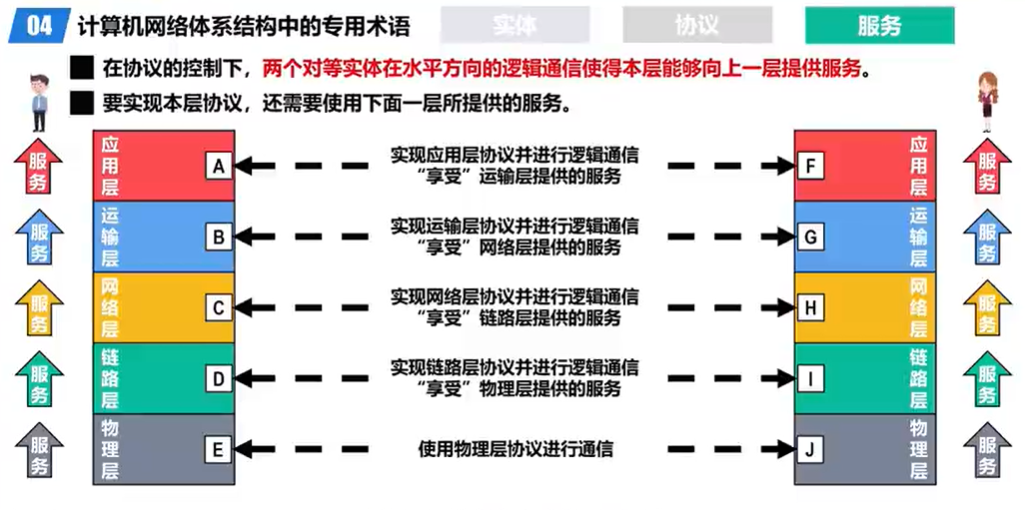 04 计算机网络体系结构中的专用术语 实体 协议 服务
在协议的控制下，两个对等实体在水平方向的逻辑通信使得本层能够向上一层提供服务。
要实现本层协议，还需要使用下面一层所提供的服务。
服务
应用层
A
实现应用层协议并进行逻辑通信
“享受”运输层提供的服务
F
应用层
服务
服务
运输层
B
实现运输层协议并进行逻辑通信
“享受”网络层提供的服务
G
运输层
服务
服务
网络层
C
实现网络层协议并进行逻辑通信
“享受”链路层提供的服务
H
网络层
服务
服务
链路层
D
实现链路层协议并进行逻辑通信
“享受”物理层提供的服务
I
链路层
服务
服务
物理层
E
使用物理层协议进行通信
J
物理层
服务